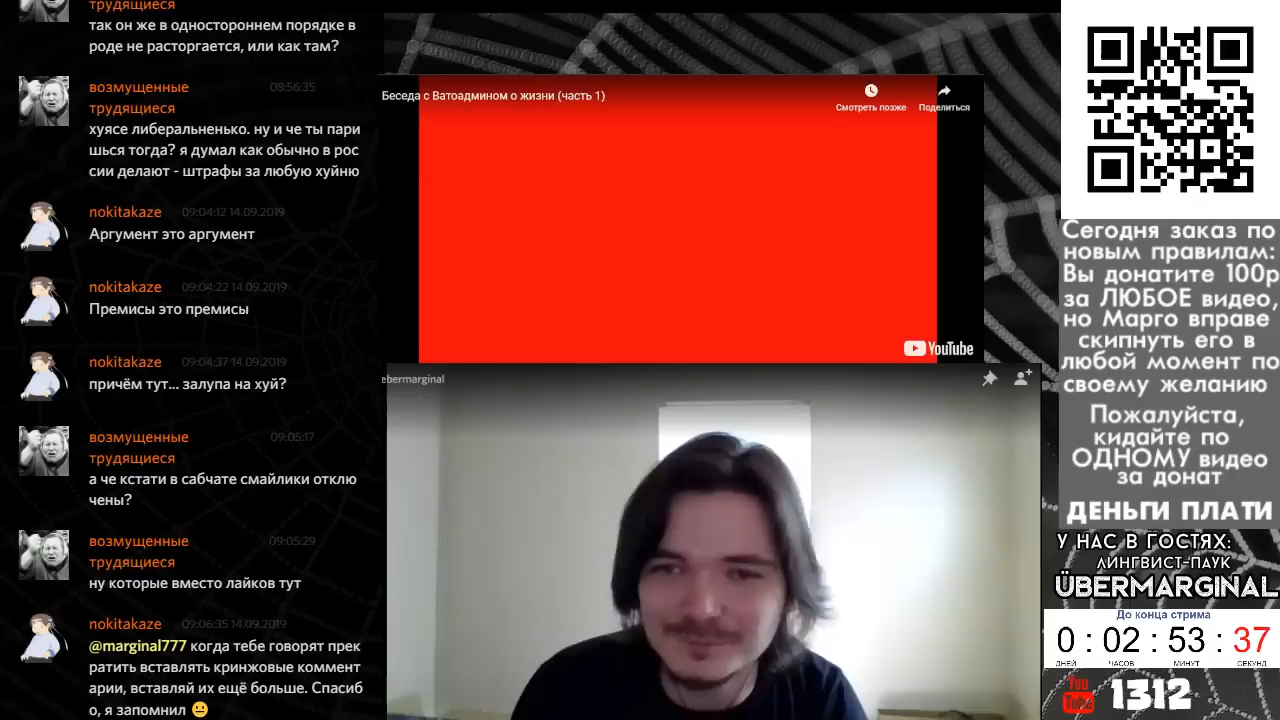 трудящиеся
так он же в одностороннем порядке в
роде не расторгается, или как там?
возмущенные 08:56:35
трудящиеся
хуясе либеральненько. ну и че ты пари
шься тогда? я думал как обычно в рос
сии делают - штрафы за любую хуйню
nokitakaze 09:04:12 14.09.2019
Аргумент это аргумент
nokitakaze 09:04:22 14.09.2019
Премисы это премисы
nokitakaze 09:04:37 14.09.2019
причём тут... залупа на хуй?
возмущенные 09:05:17
трудящиеся
а че кстати в сабчате смайлики отклю
чены?
возмущенные 09:05:29
трудящиеся
ну которые вместо лайков тут
nokitakaze 09:06:35 14.09.2019
@marginal777 когда тебе говорят прек
ратить вставлять кринжовые коммент
арии, вставляй их ещё больше. Спасиб
о, я запомнил
Беседа с Ватоадмином о жизни (часть 1)
Смотреть позже Поделиться
YouTube
ebermarginal
Сегодня заказ по
новым правилам:
Вы донатите 100р
за ЛЮБОЕ видео,
но Марго вправе
скипнуть его в
любой момент по
своему желанию
Пожалуйста,
кидайте по
ОДНОМУ видео
за донат
ДЕНЬГИ ПЛАТИ
У НАС В ГОСТЯХ:
ЛИНГВИСТ-ПАУК
ÜBERMARGINAL
До конца стрима
0 : 02 : 53 : 37
ДНЕЙ ЧАСОВ МИНУТ СЕКУНД
You Tube 1312